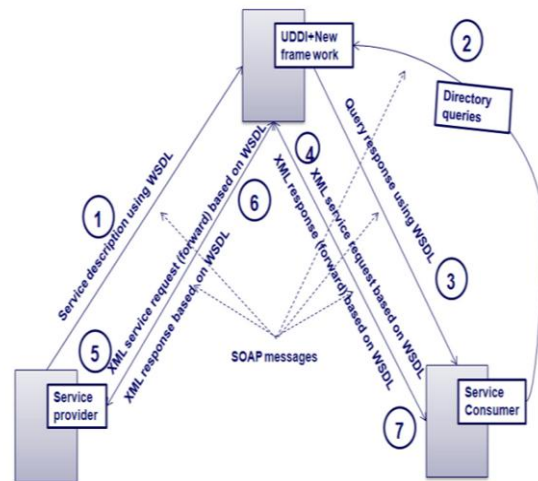 UDDI+New
frame work
2
Directory
queries
Service description using WSDL
1
XML service request (forward) based on WSDL
XML response based on WSDL
6
4
XML service request based on WSDL
XML response (forward) based on WSDL
Query response using WSDL
3
5
SOAP messages
Service
provider
Service
Consumer
7